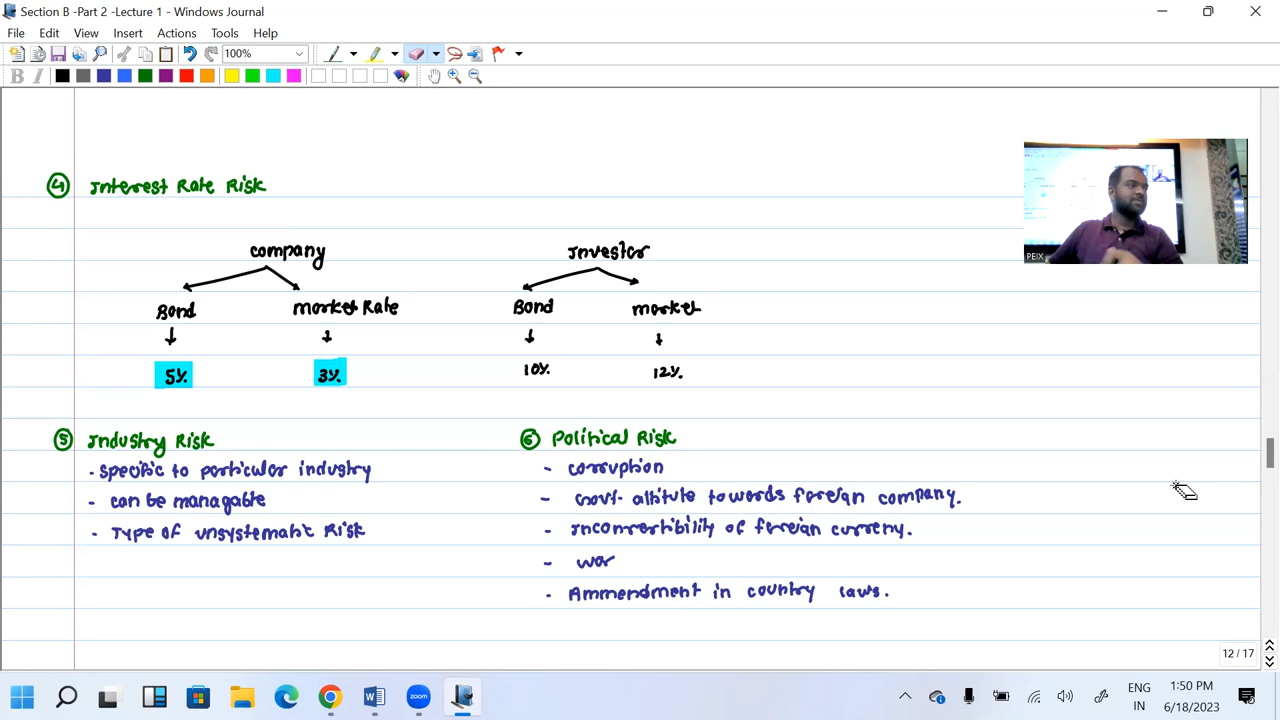 Section B -Part 2 -Lecture 1 - Windows Journal
File Edit View Insert Actions Tools Help
100%
B I
④ Interest Rate Risk
company
Investor
Bond
market Rate
Bond
market
5%
3%
10%
12%
⑤ Industry Risk
- Specific to particular industry
- can be managable
- Type of unsystematic Risk
⑥ Political Risk
- corruption
- Govt- attitute towards foreign company.
- Inconvertibility of foreign curreny.
- war
- Ammendment in country laws.
PEIX
12 / 17
zoom
ENG
IN
1:50 PM
6/18/2023